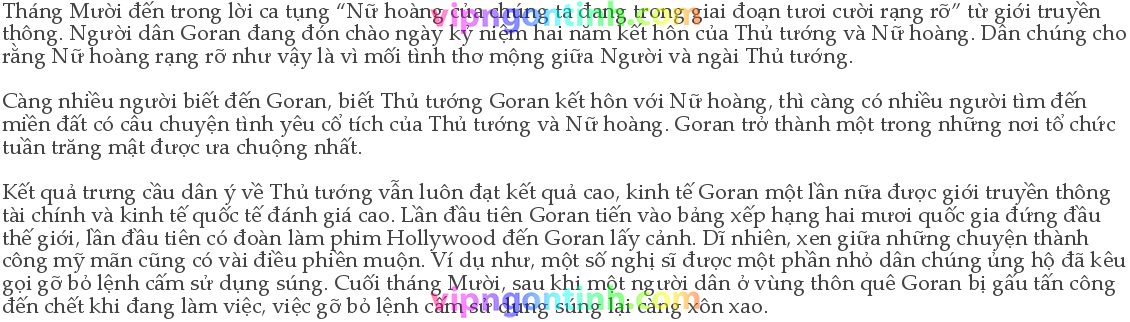 Tháng Mười đến trong lời ca tụng “Nữ hoàng của chúng ta đang trong giai đoạn tươi cười rạng rỡ” từ giới truyền
thông. Người dân Goran đang đón chào ngày kỷ niệm hai năm kết hôn của Thủ tướng và Nữ hoàng. Dân chúng cho
rằng Nữ hoàng rạng rỡ như vậy là vì mối tình thơ mộng giữa Người và ngài Thủ tướng.
Càng nhiều người biết đến Goran, biết Thủ tướng Goran kết hôn với Nữ hoàng, thì càng có nhiều người tìm đến
miền đất có câu chuyện tình yêu cổ tích của Thủ tướng và Nữ hoàng. Goran trở thành một trong những nơi tổ chức
tuần trăng mật được ưa chuộng nhất.
Kết quả trưng cầu dân ý về Thủ tướng vẫn luôn đạt kết quả cao, kinh tế Goran một lần nữa được giới truyền thông
tài chính và kinh tế quốc tế đánh giá cao. Lần đầu tiên Goran tiến vào bảng xếp hạng hai mươi quốc gia đứng đầu
thế giới, lần đầu tiên có đoàn làm phim Hollywood đến Goran lấy cảnh. Dĩ nhiên, xen giữa những chuyện thành
công mỹ mãn cũng có vài điều phiền muộn. Ví dụ như, một số nghị sĩ được một phần nhỏ dân chúng ủng hộ đã kêu
gọi gỡ bỏ lệnh cấm sử dụng súng. Cuối tháng Mười, sau khi một người dân ở vùng thôn quê Goran bị gấu tấn công
đến chết khi đang làm việc, việc gỡ bỏ lệnh cấm sử dụng súng lại càng xôn xao.
vipngontinh.com
vipngontinh.com